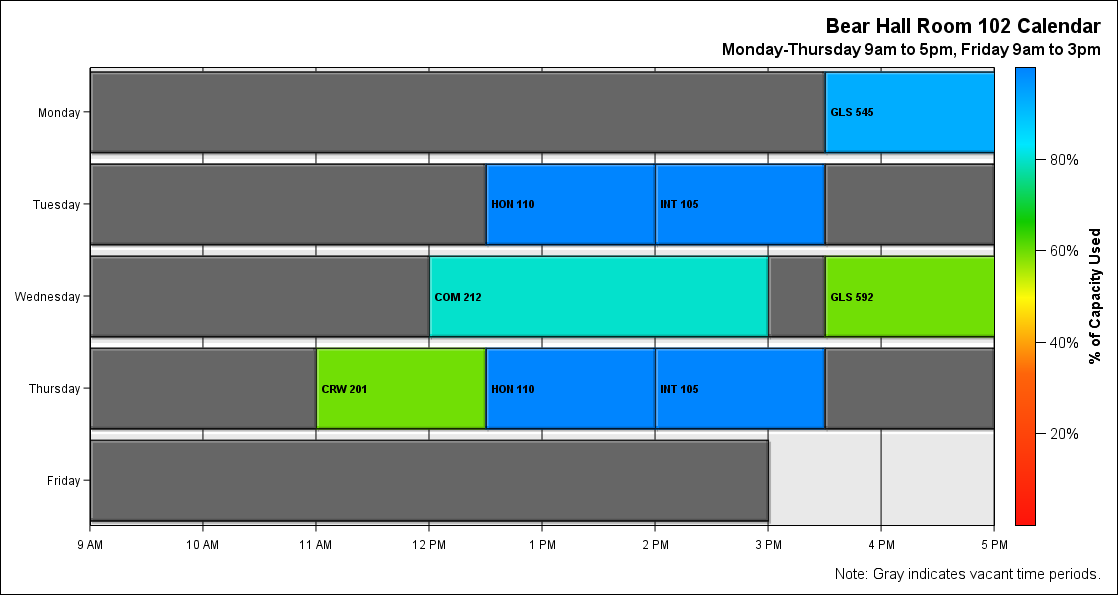 Bear Hall Room 102 Calendar
Monday-Thursday 9am to 5pm, Friday 9am to 3pm
Monday
GLS 545
Tuesday
HON 110
INT 105
Wednesday
COM 212
GLS 592
Thursday
CRW 201
HON 110
INT 105
Friday
9 AM
10 AM
11 AM
12 PM
1 PM
2 PM
3 PM
4 PM
5 PM
80%
60%
40%
20%
% of Capacity Used
Note: Gray indicates vacant time periods.